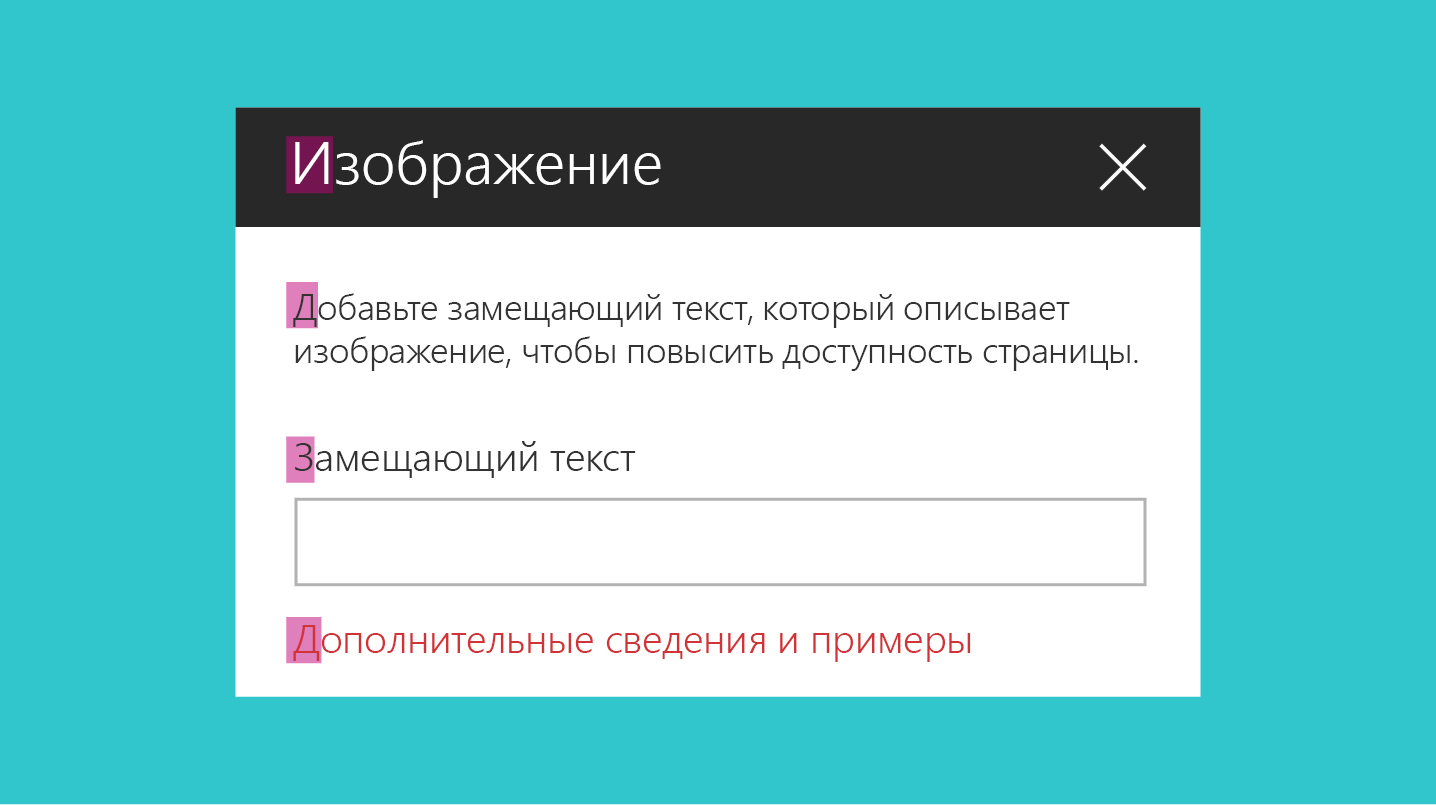 Изображение
Добавьте замещающий текст, который описывает
изображение, чтобы повысить доступность страницы.
Замещающий текст
Дополнительные сведения и примеры